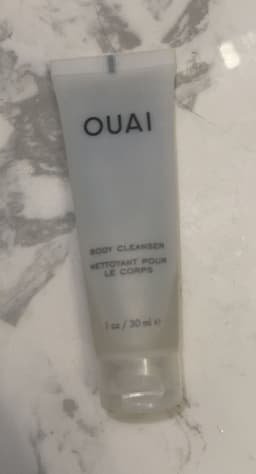 OUAI
BODY CLEANSER
NETTOYANT POUR
LE CORPS
1 oz / 30 ml e